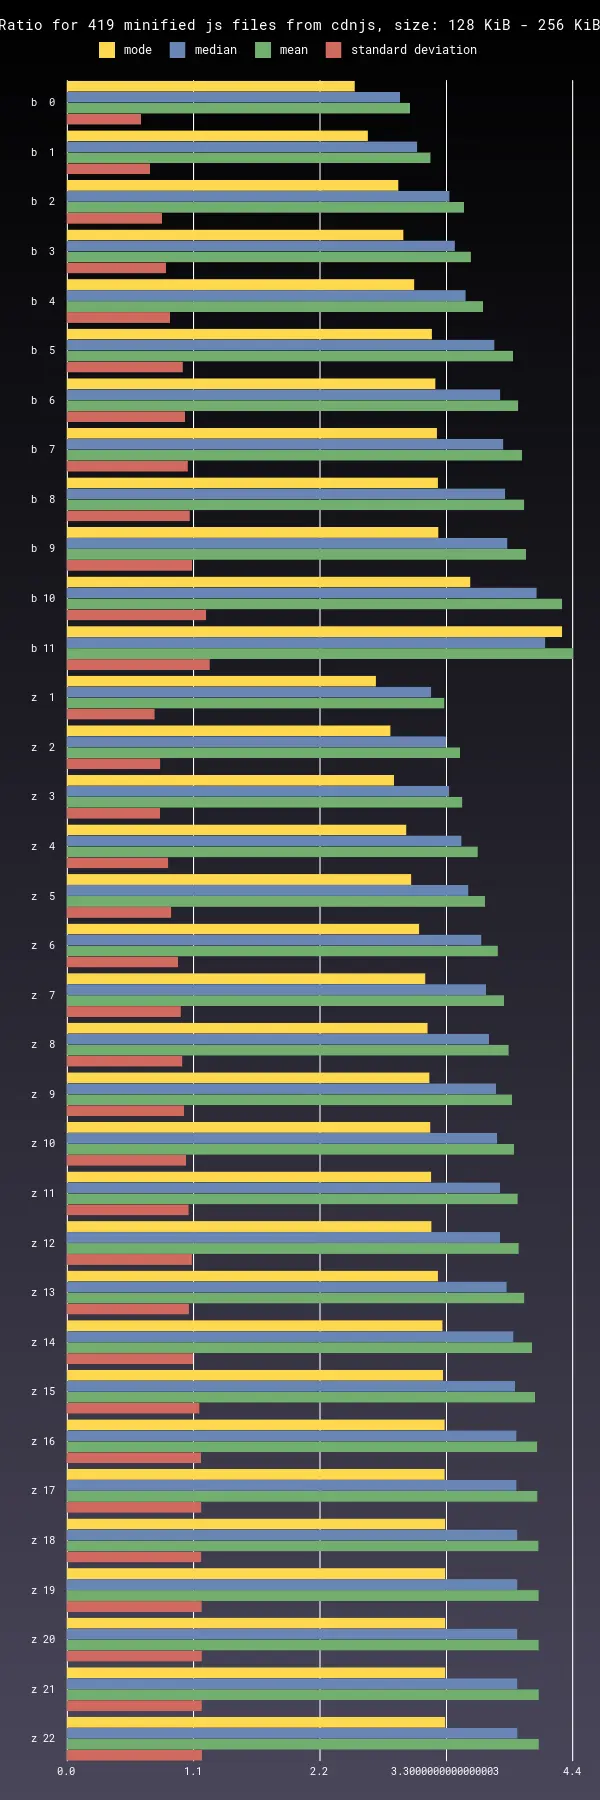 Ratio for 419 minified js files from cdnjs, size: 128 KiB - 256 KiB
mode median mean standard deviation
b 0
b 1
b 2
b 3
b 4
b 5
b 6
b 7
b 8
b 9
b 10
b 11
z 1
z 2
z 3
z 4
z 5
z 6
z 7
z 8
z 9
z 10
z 11
z 12
z 13
z 14
z 15
z 16
z 17
z 18
z 19
z 20
z 21
z 22
0.0 1.1 2.2 3.3000000000000003 4.4